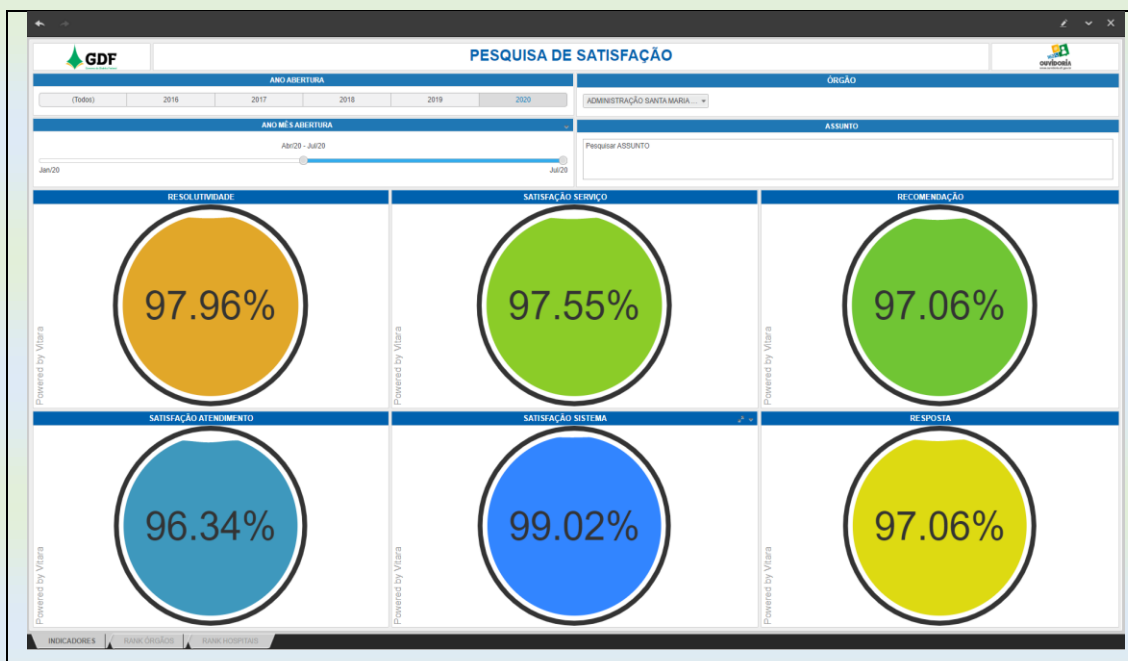 GDF
PESQUISA DE SATISFAÇÃO
OUVIDORIA
ANO ABERTURA
ÓRGÃO
(Todos) 2016 2017 2018 2019 2020
ADMINISTRAÇÃO SANTA MARIA ...
ANO MÊS ABERTURA
ASSUNTO
Abr/20 - Jul/20
Pesquisar ASSUNTO
Jan/20 Jul/20
RESOLUTIVIDADE
SATISFAÇÃO SERVIÇO
RECOMENDAÇÃO
97.96%
97.55%
97.06%
Powered by Vitara
Powered by Vitara
Powered by Vitara
SATISFAÇÃO ATENDIMENTO
SATISFAÇÃO SISTEMA
RESPOSTA
96.34%
99.02%
97.06%
Powered by Vitara
Powered by Vitara
Powered by Vitara
INDICADORES RANK ÓRGÃOS RANK HOSPITAIS